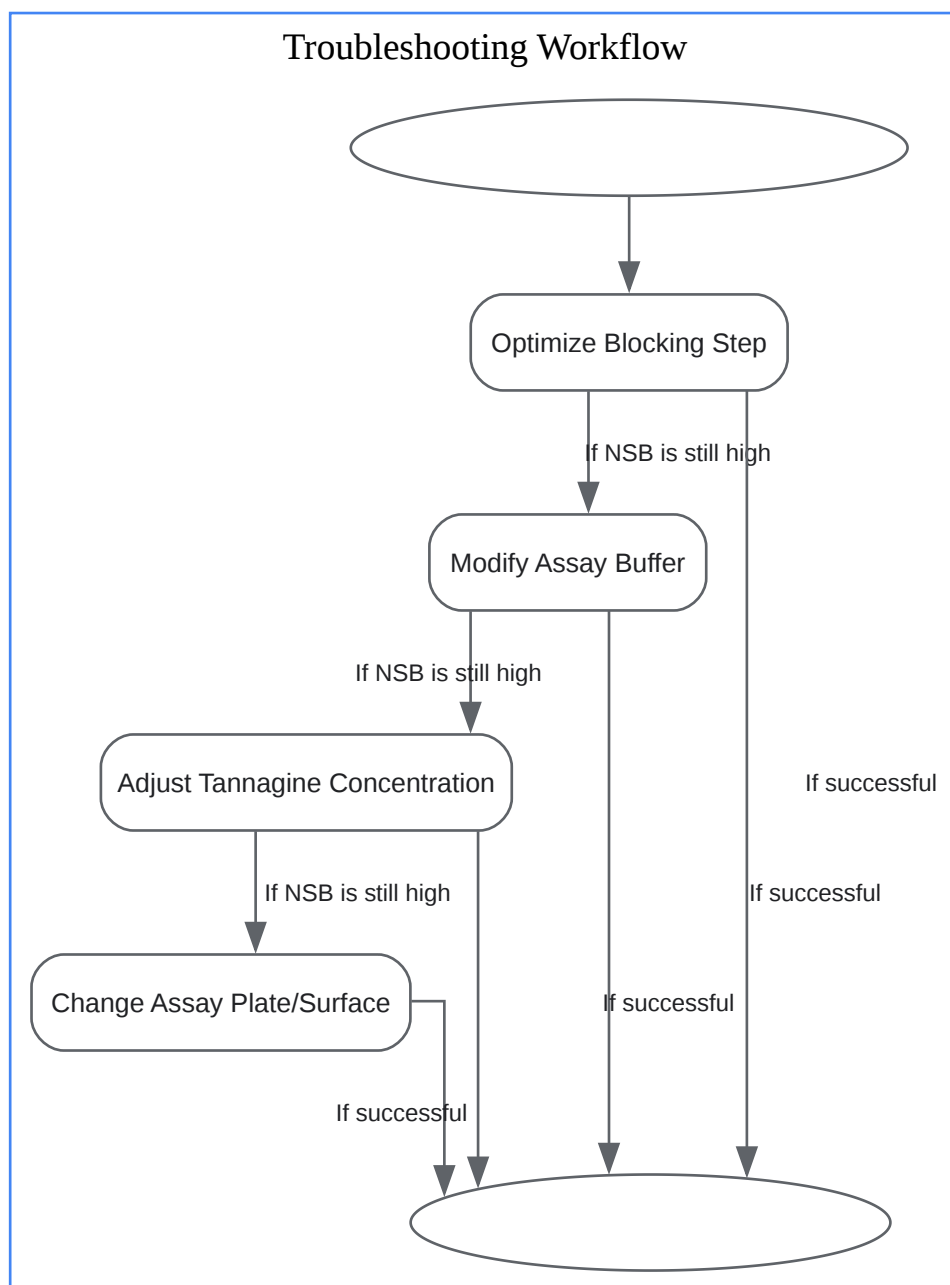 Troubleshooting Workflow
Optimize Blocking Step
If NSB is still high
Modify Assay Buffer
If NSB is still high
Adjust Tannagine Concentration
If successful
If NSB is still high
If successful
Change Assay Plate/Surface
If successful
If successful